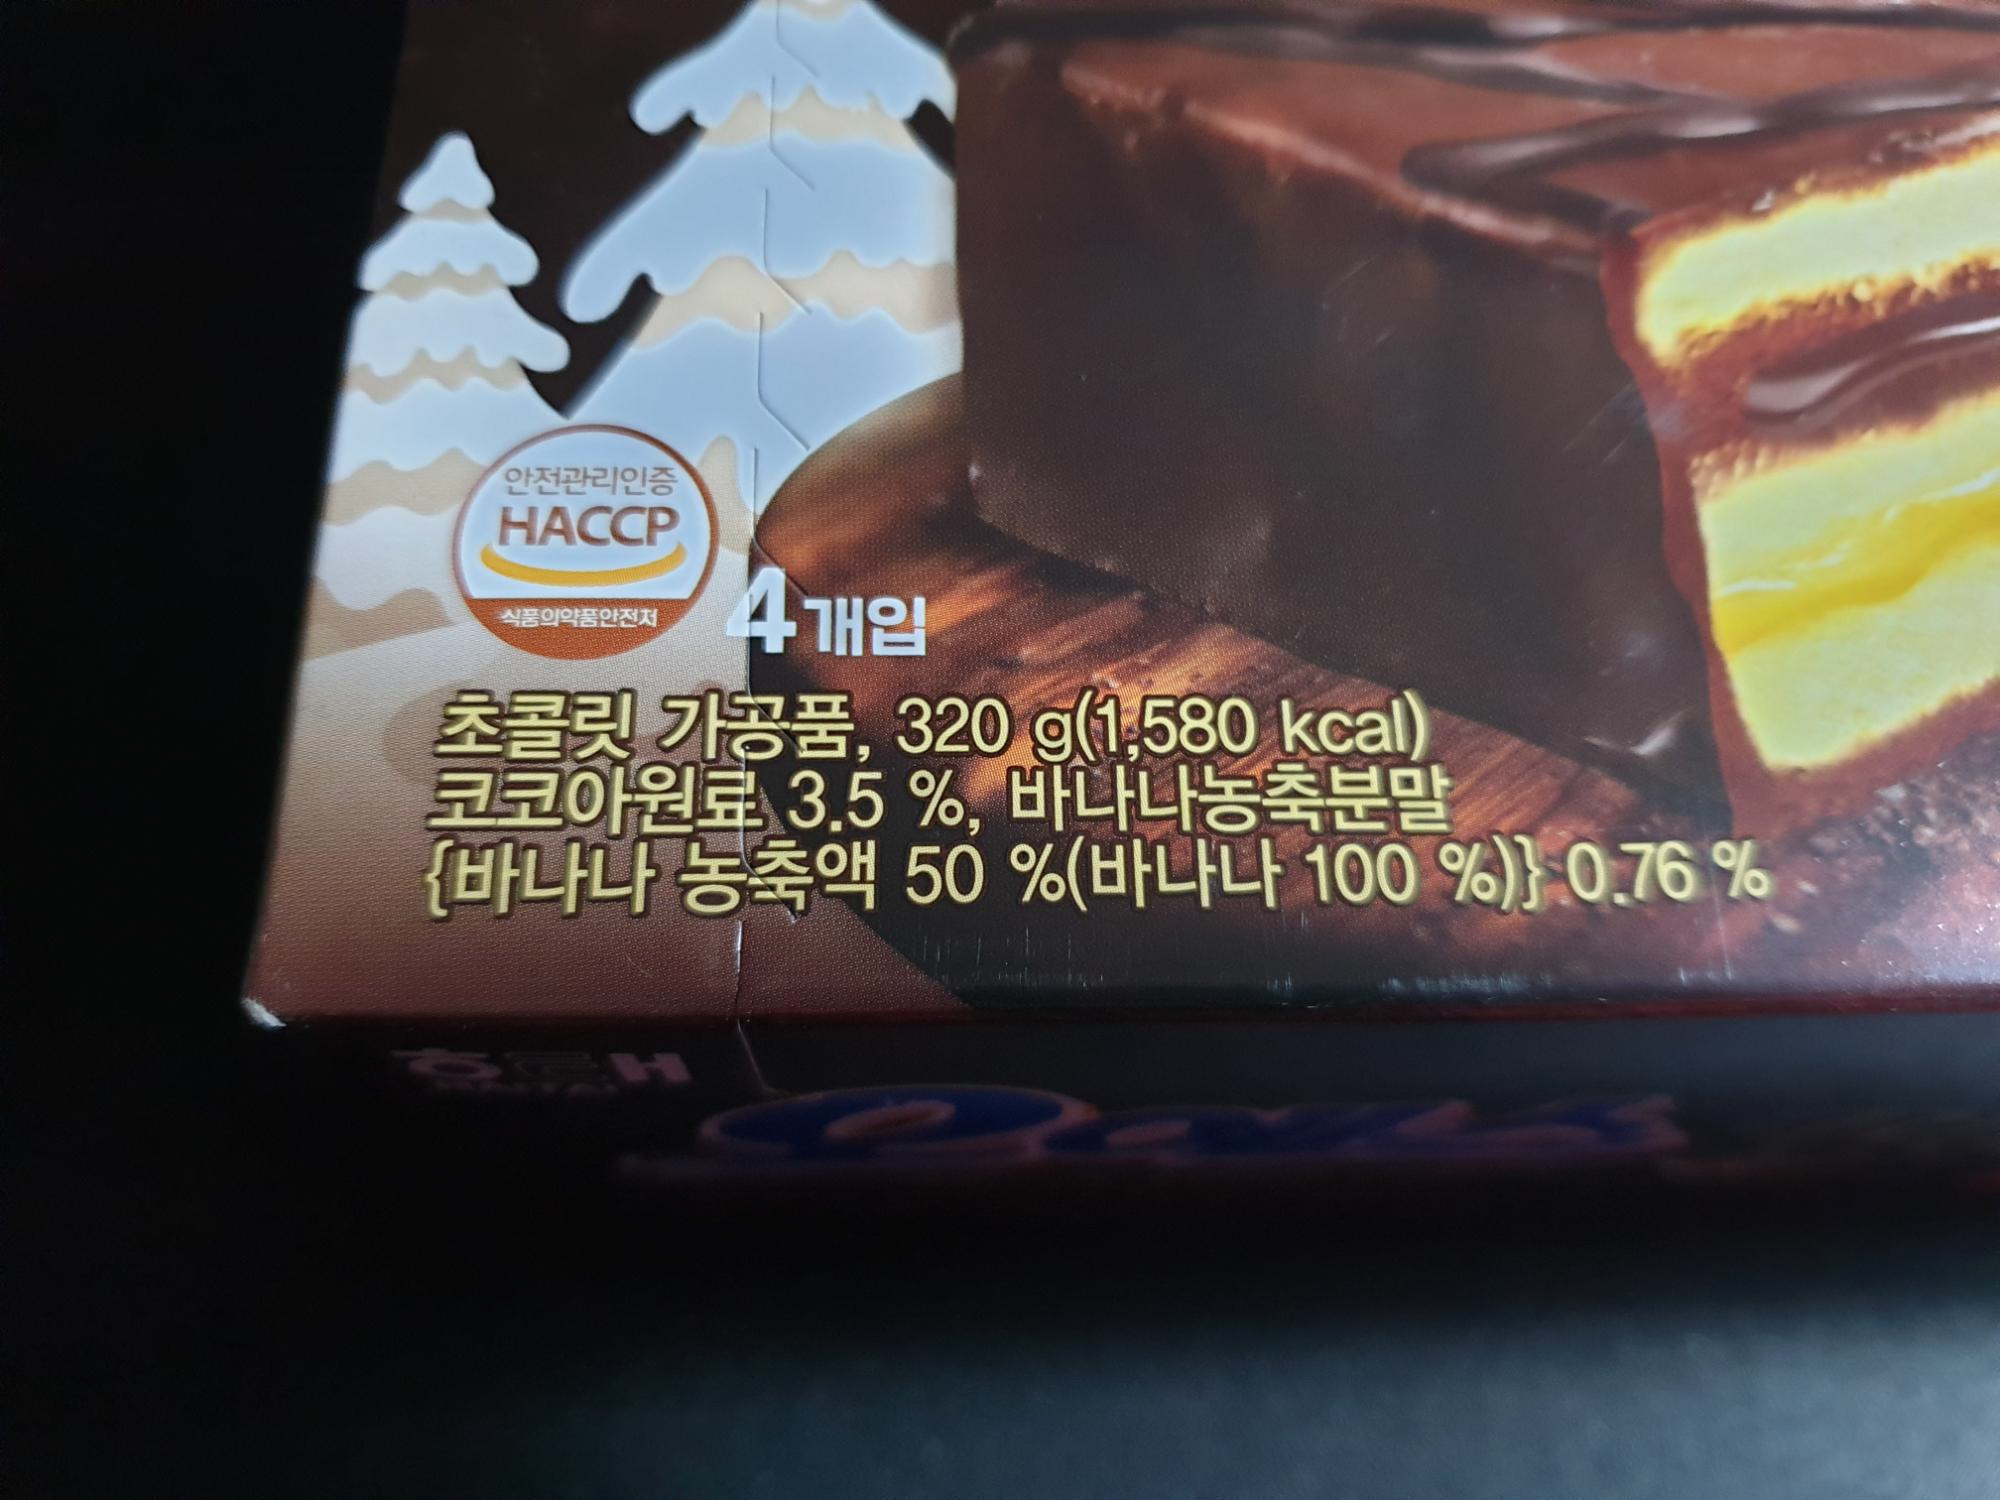 안전관리인증
HACCP
식품의약품안전처
4개입
초콜릿 가공품, 320 g(1,580 kcal)
코코아원료 3.5 %, 바나나농축분말
{바나나 농축액 50 %(바나나 100 %)} 0.76 %
해태